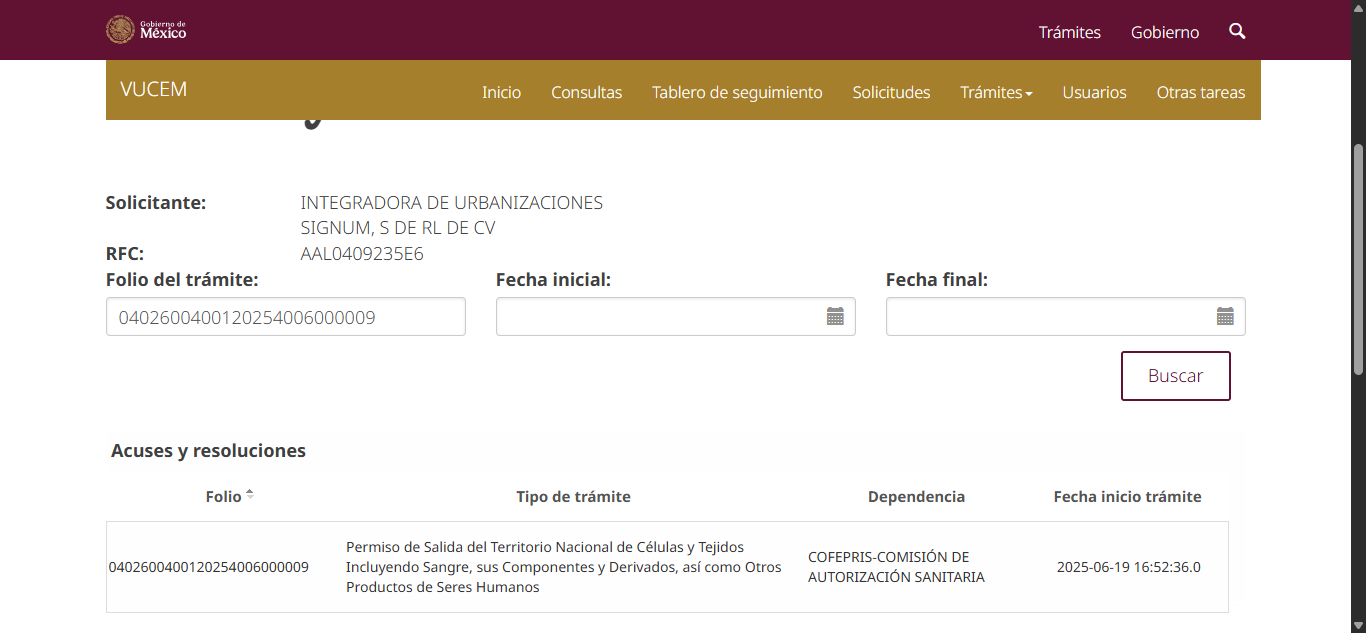 Gobierno de
México
Trámites
Gobierno
VUCEM
Inicio
Consultas
Tablero de seguimiento
Solicitudes
Trámites
Usuarios
Otras tareas
Solicitante:
INTEGRADORA DE URBANIZACIONES
SIGNUM, S DE RL DE CV
RFC:
AAL0409235E6
Folio del trámite:
Fecha inicial:
Fecha final:
0402600400120254006000009
Buscar
Acuses y resoluciones
Folio
Tipo de trámite
Dependencia
Fecha inicio trámite
0402600400120254006000009
Permiso de Salida del Territorio Nacional de Células y Tejidos
Incluyendo Sangre, sus Componentes y Derivados, así como Otros
Productos de Seres Humanos
COFEPRIS-COMISIÓN DE
AUTORIZACIÓN SANITARIA
2025-06-19 16:52:36.0